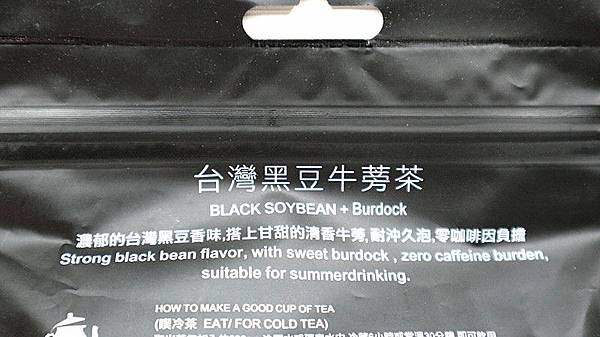 台灣黑豆牛蒡茶
BLACK SOYBEAN + Burdock
濃郁的台灣黑豆香味,搭上甘甜的清香牛蒡,耐沖久泡,零咖啡因負擔
Strong black bean flavor, with sweet burdock , zero caffeine burden,
suitable for summerdrinking.
HOW TO MAKE A GOOD CUP OF TEA
(喫冷茶 EAT/ FOR COLD TEA)